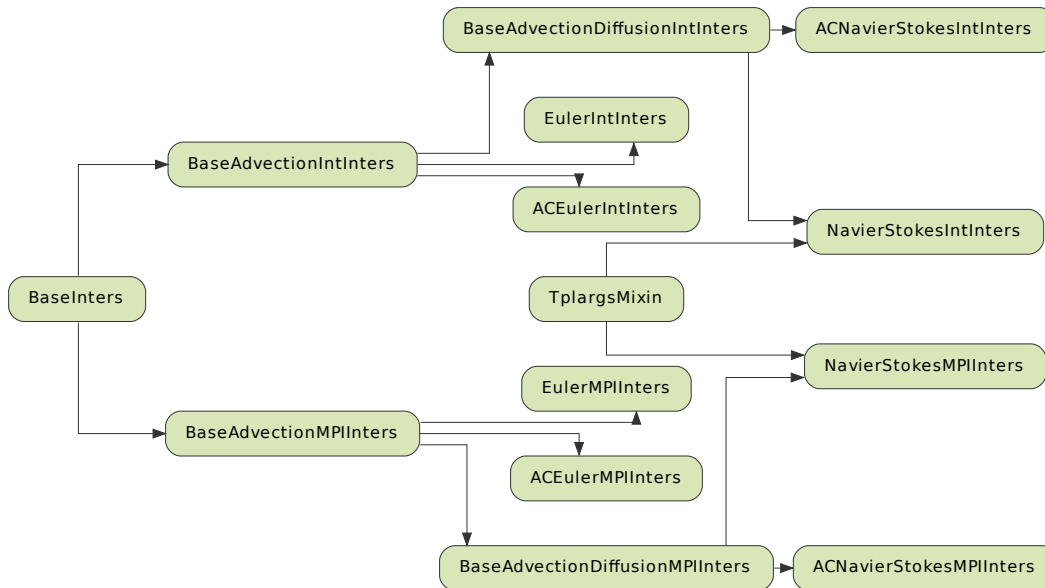 BaseAdvectionDiffusionIntInters
ACNavierStokesIntInters
EulerIntInters
BaseAdvectionIntInters
ACEulerIntInters
NavierStokesIntInters
BaseInters
TplargsMixin
NavierStokesMPIInters
EulerMPIInters
BaseAdvectionMPIInters
ACEulerMPIInters
BaseAdvectionDiffusionMPIInters
ACNavierStokesMPIInters